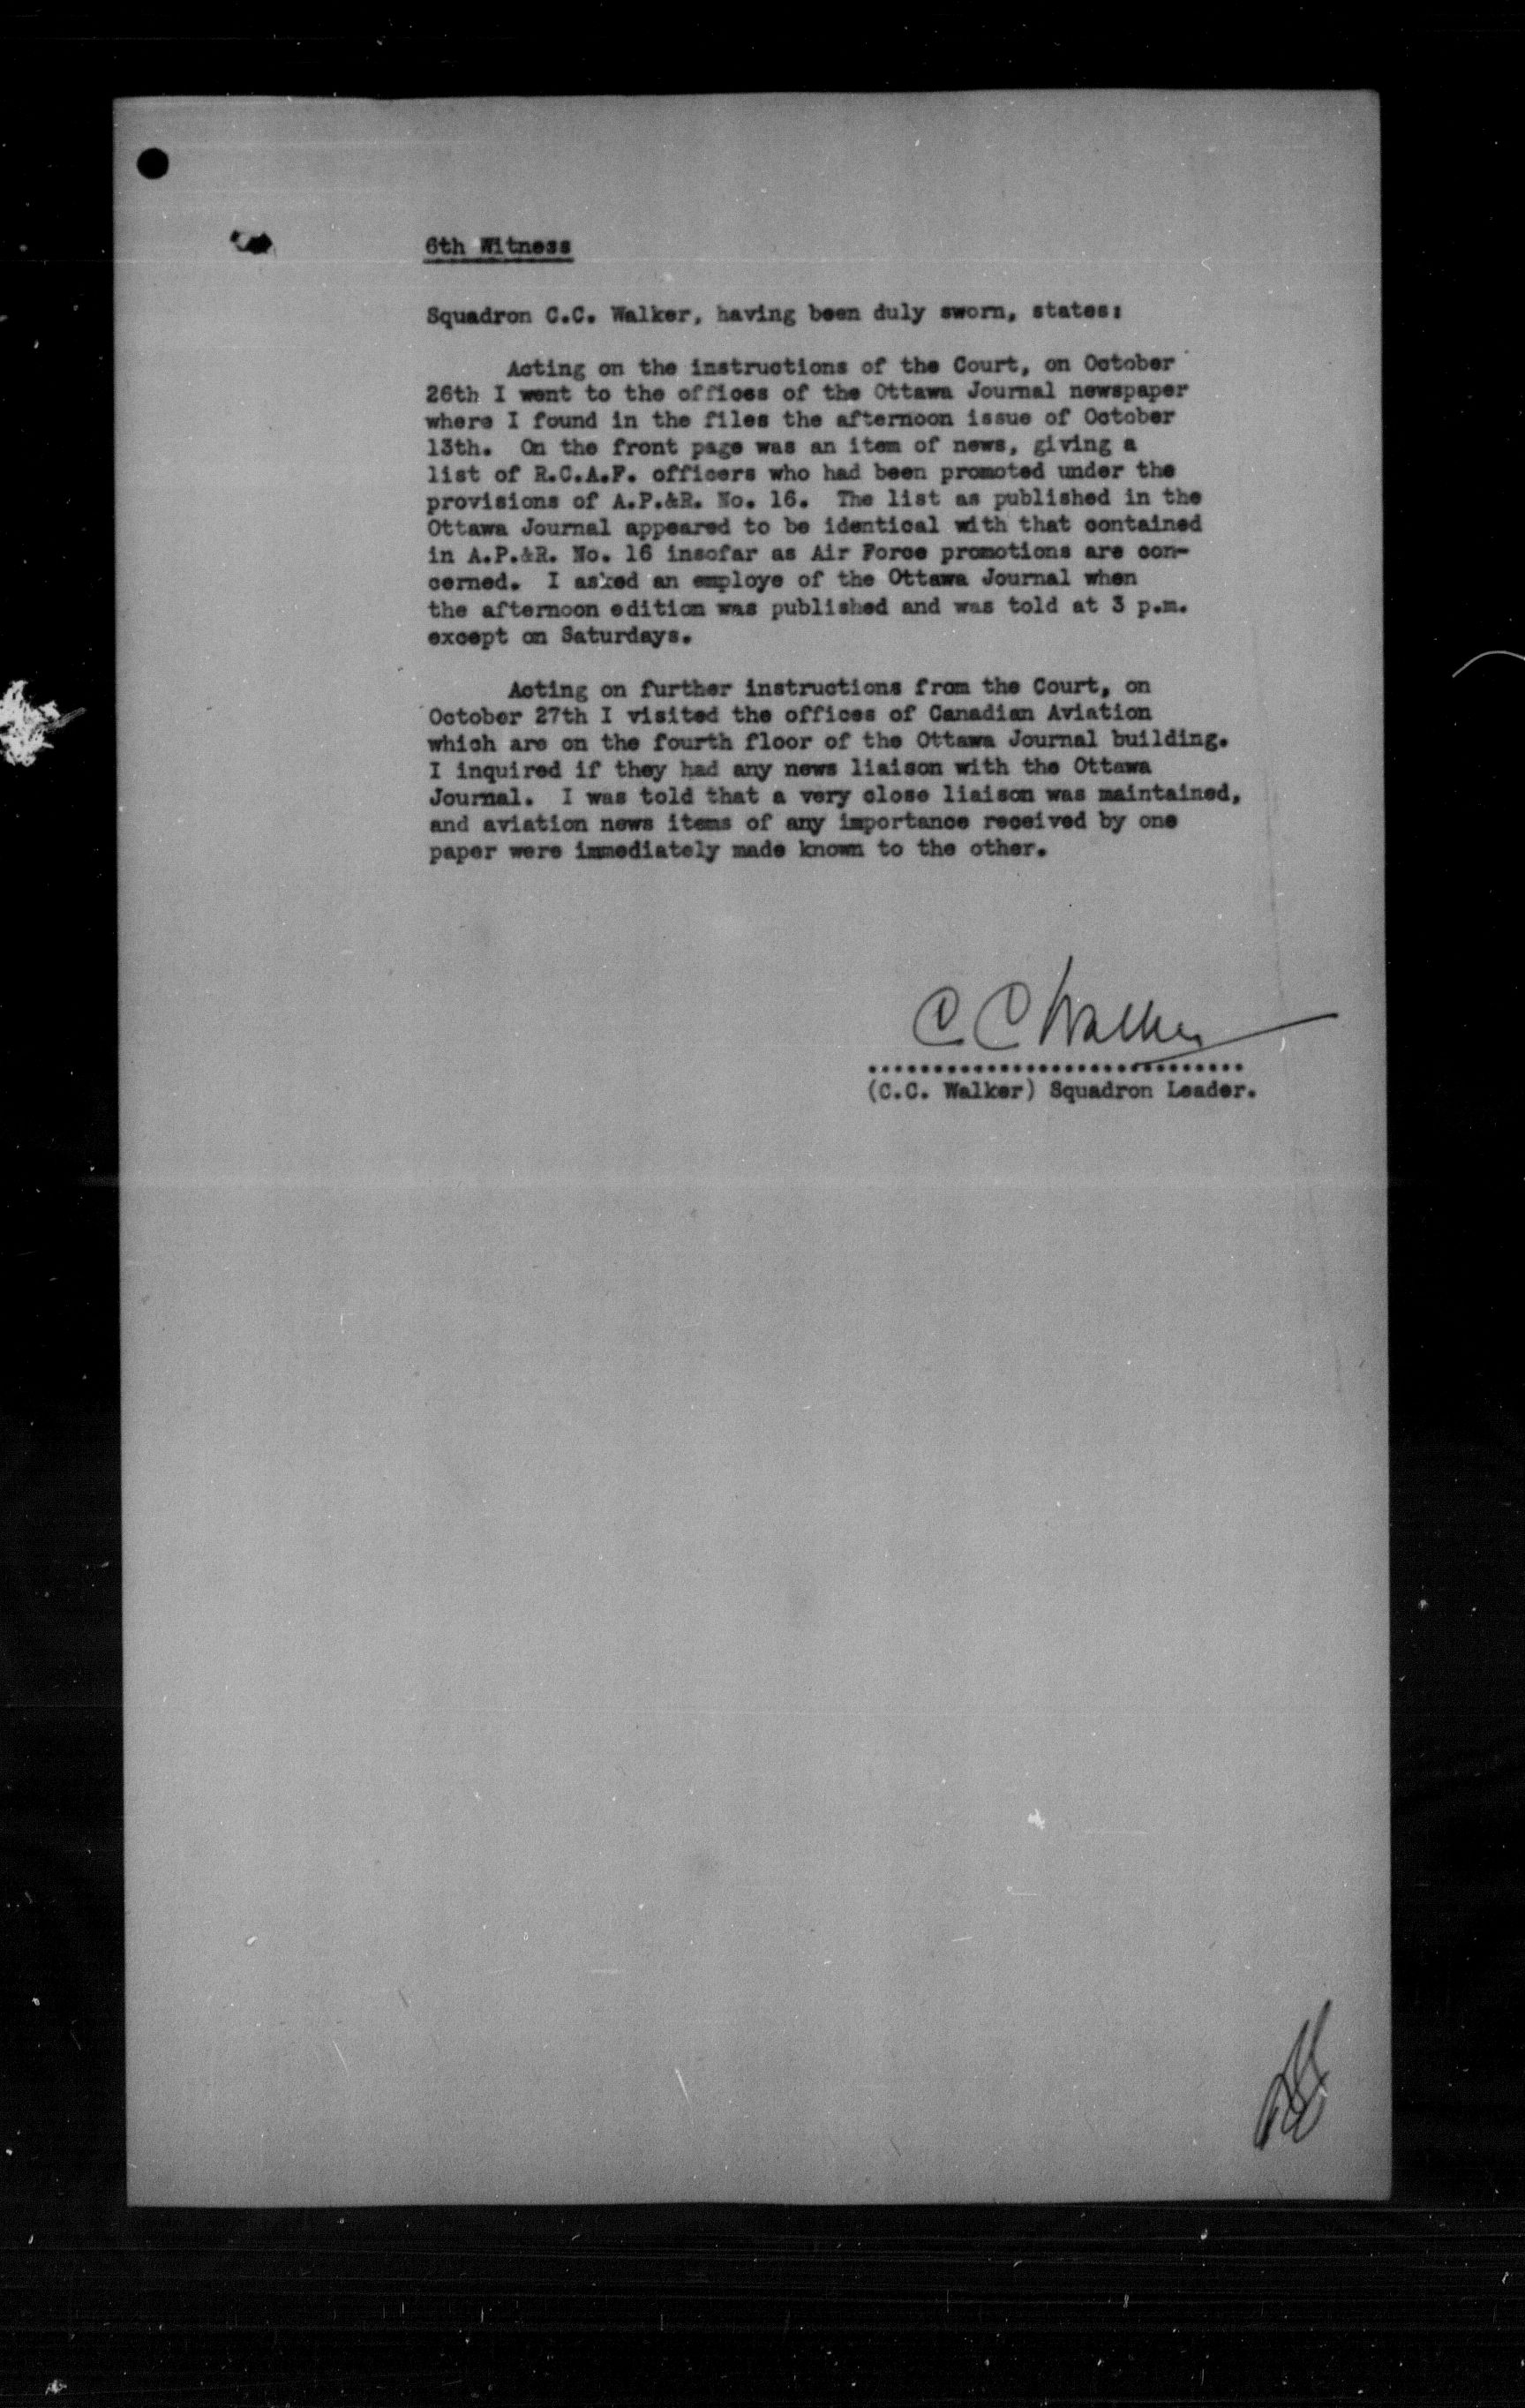 6th Witness
Squadron C.C. Walker, having been duly sworn, states:
Acting on the instructions of the Court, on October
26th I went to the offices of the Ottawa Journal newspaper
where I found in the files the afternoon issue of October
13th. On the front page was an item of news, giving a
list of R.C.A.F. officers who had been promoted under the
provisions of A.P.&R. No. 16. The list as published in the
Ottawa Journal appeared to be identical with that contained
in A.P.&R. No. 16 insofar as Air Force promotions are con-
cerned. I asked an employe of the Ottawa Journal when
the afternoon edition was published and was told at 3 p.m.
except on Saturdays.
Acting on further instructions from the Court, on
October 27th I visited the offices of Canadian Aviation
which are on the fourth floor of the Ottawa Journal building.
I inquired if they had any news liaison with the Ottawa
Journal. I was told that a very close liaison was maintained,
and aviation news items of any importance received by one
paper were immediately made known to the other.
C C Walker
.............................
(C.C. Walker) Squadron Leader.